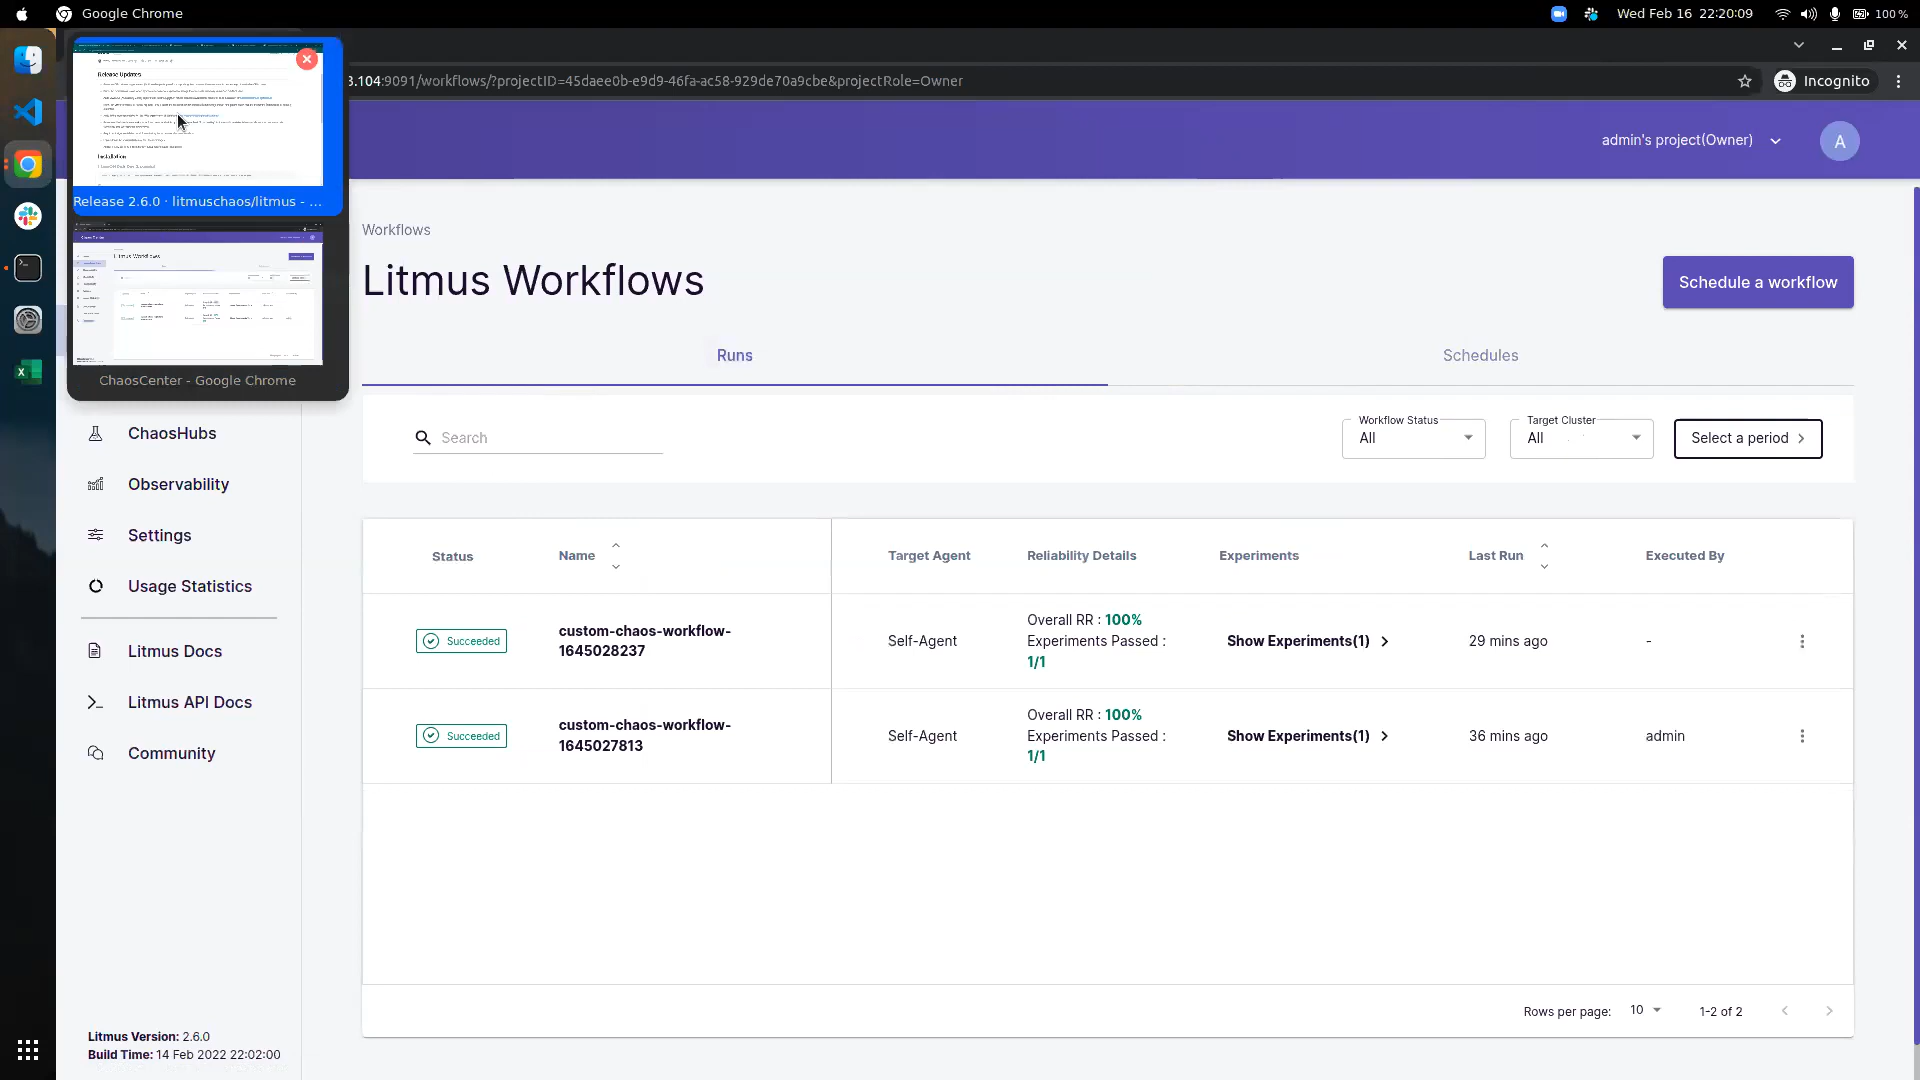 Google Chrome
Wed Feb 16 22:20:09
100 %
3.104:9091/workflows/?projectID=45daee0b-e9d9-46fa-ac58-929de70a9cbe&projectRole=Owner
Incognito
Release Updates
Installation
Release 2.6.0 · litmuschaos/litmus - ...
Litmus Workflows
ChaosCenter - Google Chrome
admin's project(Owner)
A
Workflows
Litmus Workflows
Schedule a workflow
Runs
Schedules
Search
Workflow Status
All
Target Cluster
All
Select a period
ChaosHubs
Observability
Settings
Usage Statistics
Litmus Docs
Litmus API Docs
Community
Status
Name
Target Agent
Reliability Details
Experiments
Last Run
Executed By
Succeeded
custom-chaos-workflow-
1645028237
Self-Agent
Overall RR : 100%
Experiments Passed :
1/1
Show Experiments(1)
29 mins ago
-
Succeeded
custom-chaos-workflow-
1645027813
Self-Agent
Overall RR : 100%
Experiments Passed :
1/1
Show Experiments(1)
36 mins ago
admin
Rows per page:
10
1-2 of 2
Litmus Version: 2.6.0
Build Time: 14 Feb 2022 22:02:00